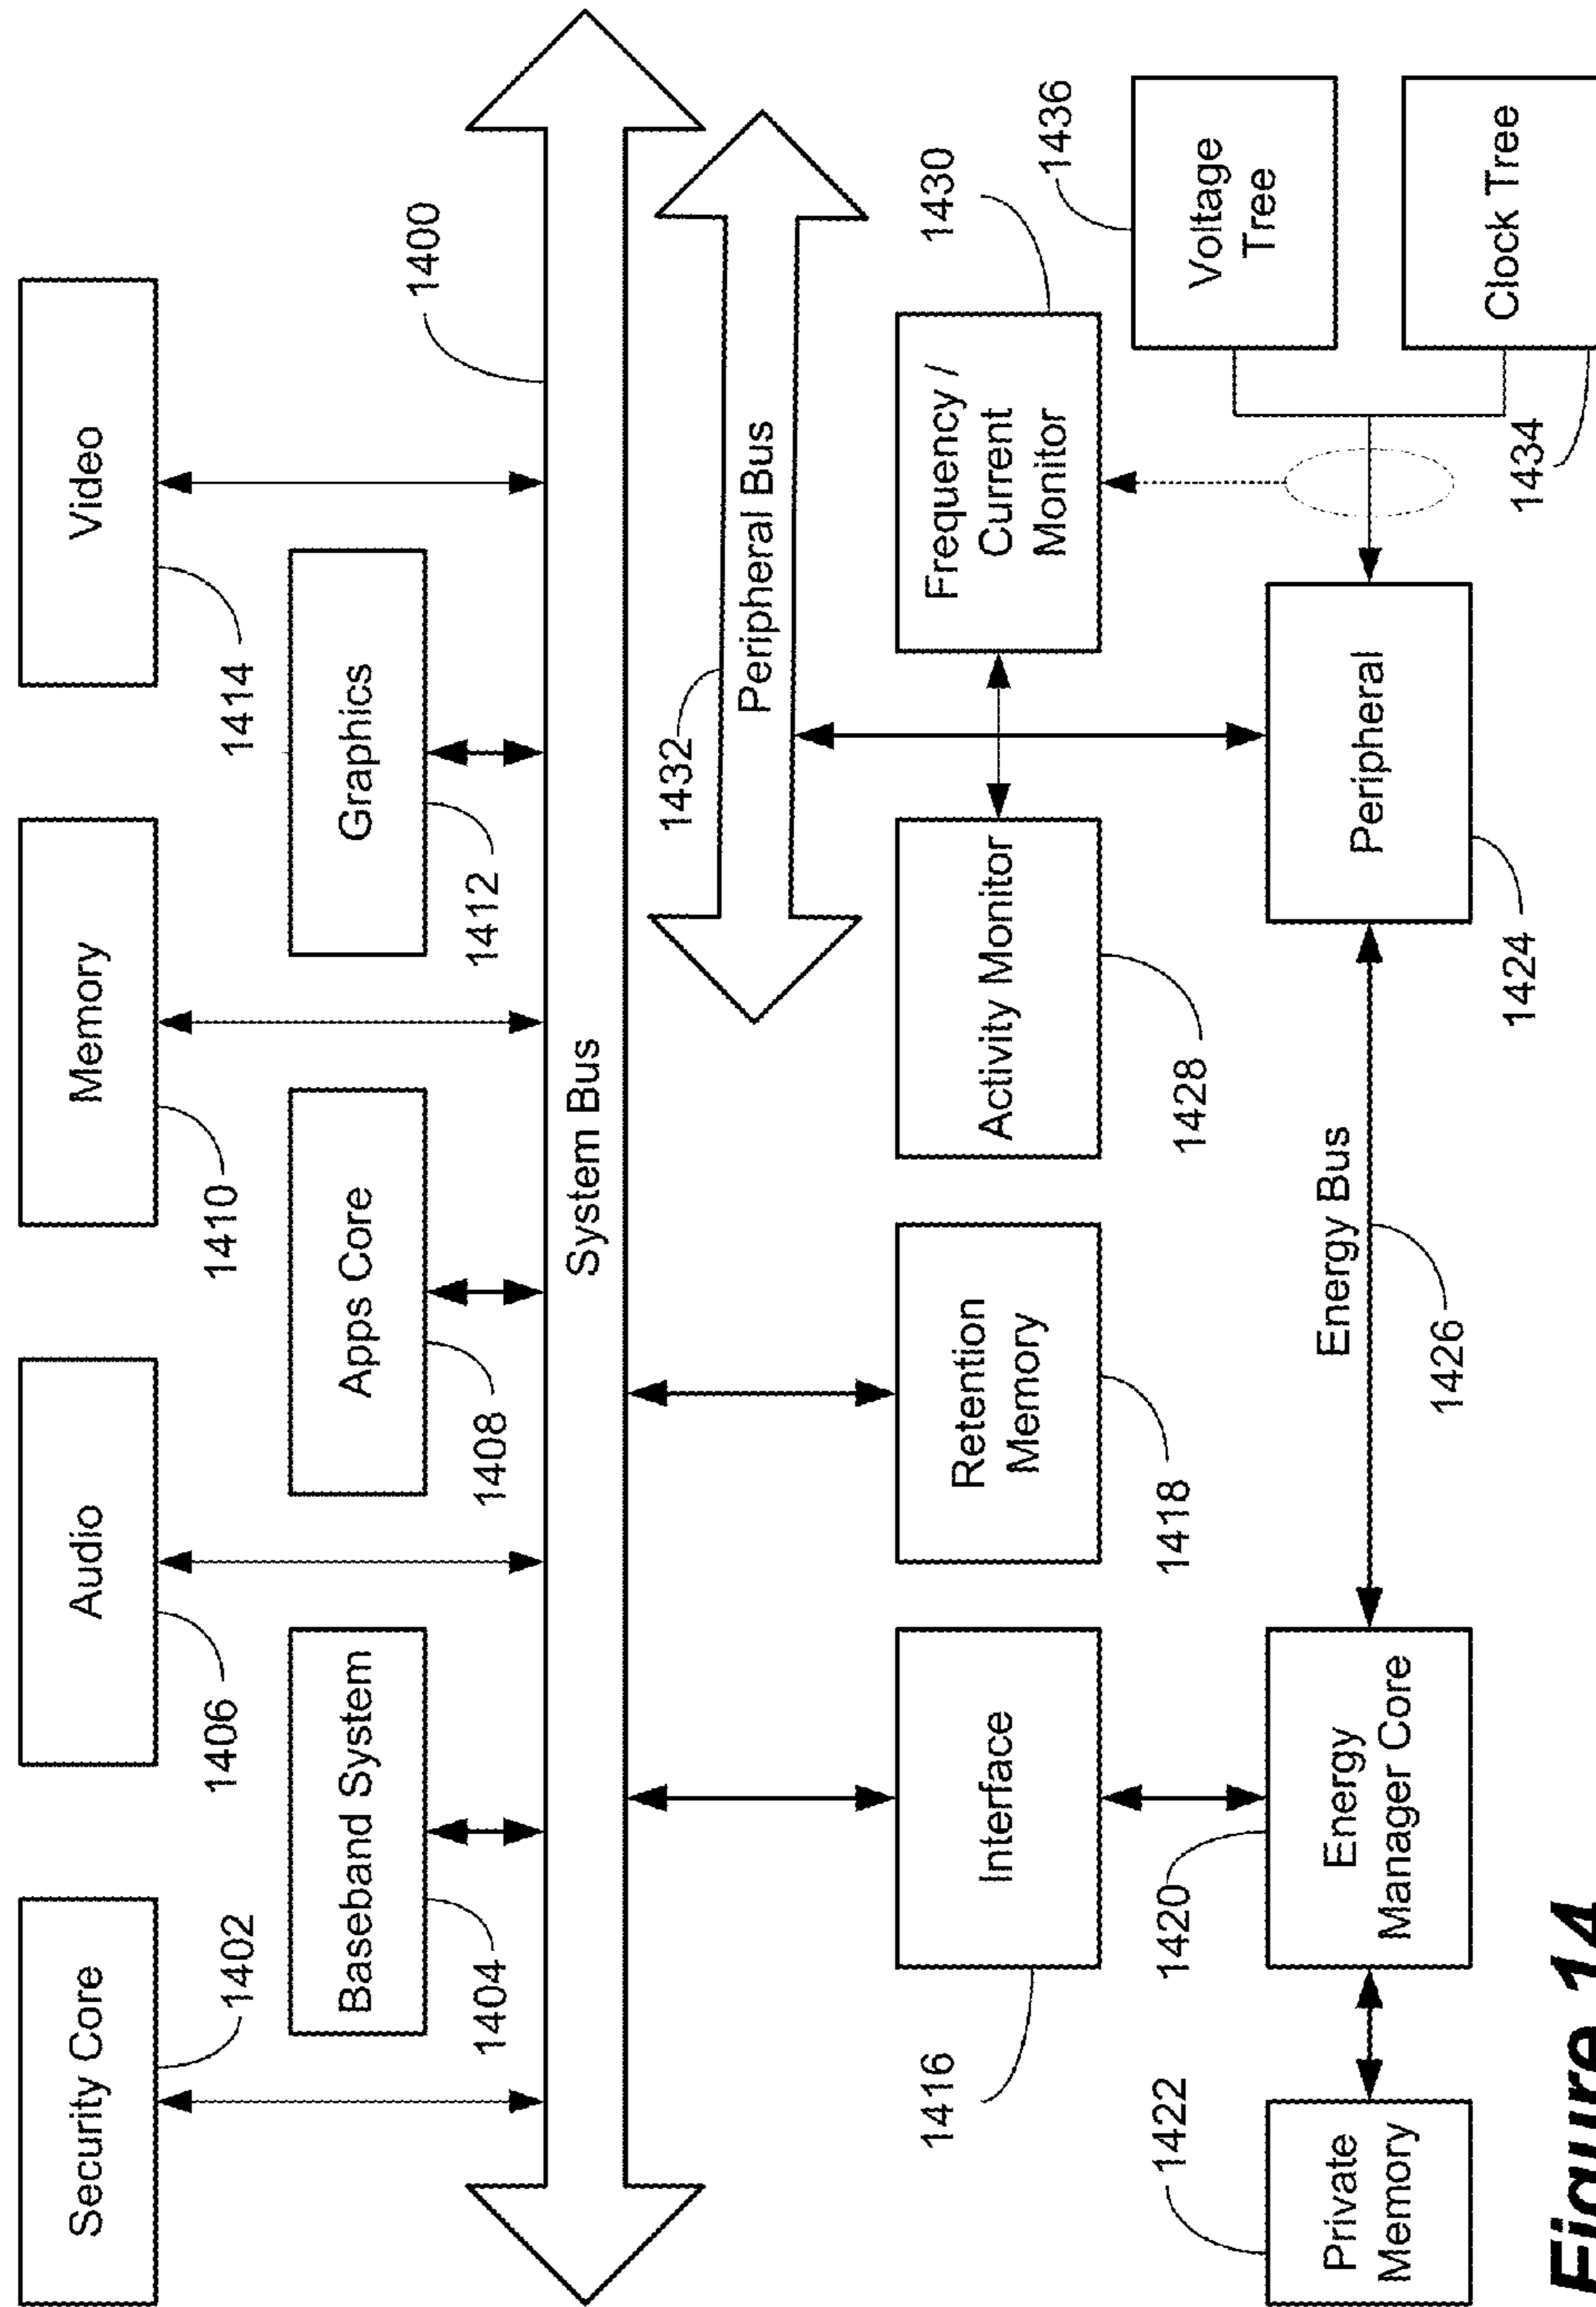 Security Core
1402
Audio
1406
Memory
1410
Video
1414
Baseband System
1404
Apps Core
1408
Graphics
1412
1400
System Bus
1432
Peripheral Bus
Interface
1416
Retention
Memory
1418
Activity Monitor
1428
Frequency /
Current
Monitor
1430
1436
Voltage
Tree
Private
Memory
1422
Energy
Manager Core
1420
Energy Bus
1426
Peripheral
1424
Clock Tree
1434
Figure 14